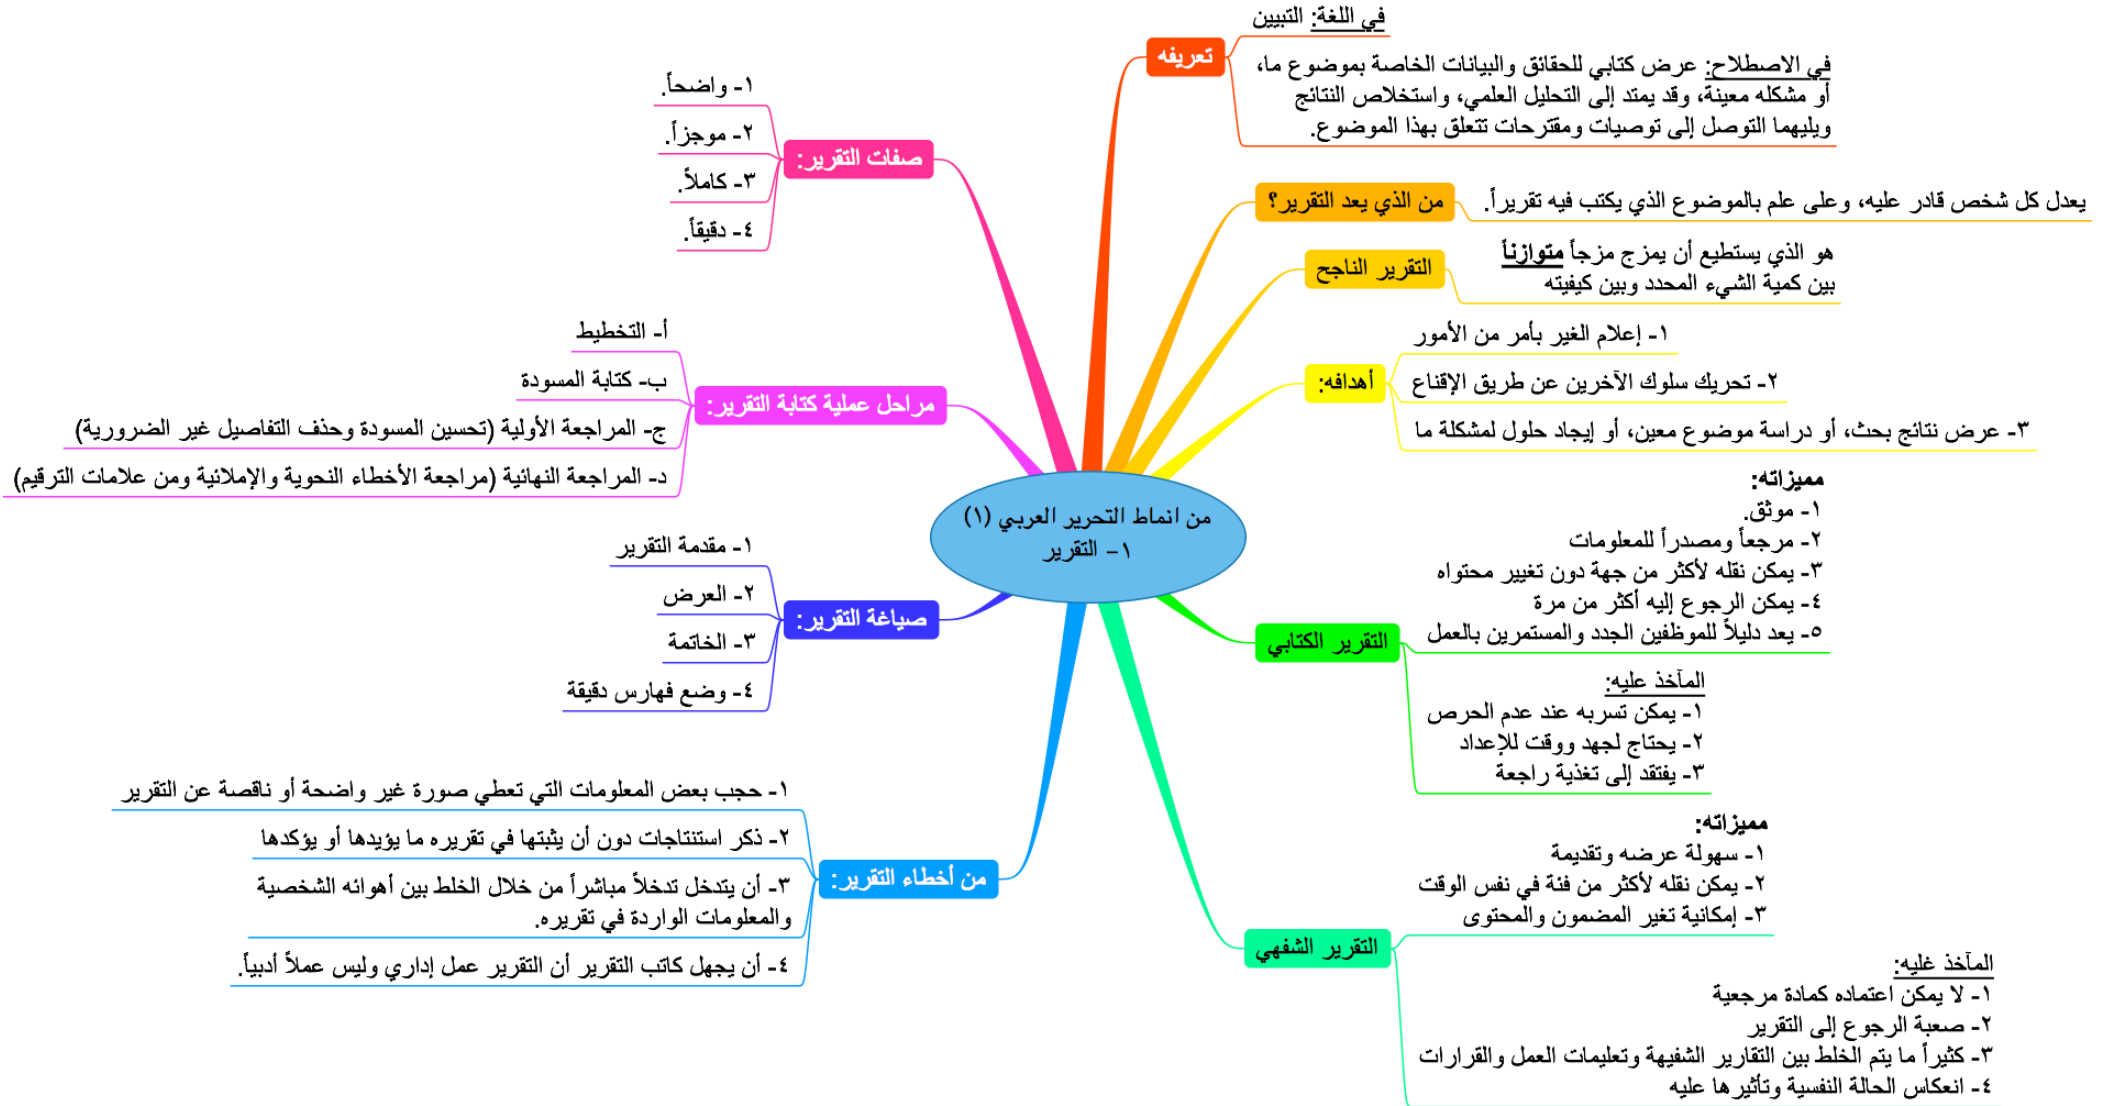 من انماط التحرير العربي (١)
١- التقرير
تعريفه
في اللغة: التبيين
في الاصطلاح: عرض كتابي للحقائق والبيانات الخاصة بموضوع ما،
أو مشكله معينة، وقد يمتد إلى التحليل العلمي، واستخلاص النتائج
ويليهما التوصل إلى توصيات ومقترحات تتعلق بهذا الموضوع.
من الذي يعد التقرير؟
يعدل كل شخص قادر عليه، وعلى علم بالموضوع الذي يكتب فيه تقريراً.
التقرير الناجح
هو الذي يستطيع أن يمزج مزجاً متوازناً
بين كمية الشيء المحدد وبين كيفيته
أهدافه:
١- إعلام الغير بأمر من الأمور
٢- تحريك سلوك الآخرين عن طريق الإقناع
٣- عرض نتائج بحث، أو دراسة موضوع معين، أو إيجاد حلول لمشكلة ما
التقرير الكتابي
مميزاته:
١- موثق.
٢- مرجعاً ومصدراً للمعلومات
٣- يمكن نقله لأكثر من جهة دون تغيير محتواه
٤- يمكن الرجوع إليه أكثر من مرة
٥- يعد دليلاً للموظفين الجدد والمستمرين بالعمل
المآخذ عليه:
١- يمكن تسربه عند عدم الحرص
٢- يحتاج لجهد ووقت للإعداد
٣- يفتقد إلى تغذية راجعة
التقرير الشفهي
مميزاته:
١- سهولة عرضه وتقديمة
٢- يمكن نقله لأكثر من فئة في نفس الوقت
٣- إمكانية تغير المضمون والمحتوى
المآخذ غليه:
١- لا يمكن اعتماده كمادة مرجعية
٢- صعبة الرجوع إلى التقرير
٣- كثيراً ما يتم الخلط بين التقارير الشفيهة وتعليمات العمل والقرارات
٤- انعكاس الحالة النفسية وتأثيرها عليه
صفات التقرير:
١- واضحاً.
٢- موجزاً.
٣- كاملاً.
٤- دقيقاً.
مراحل عملية كتابة التقرير:
أ- التخطيط
ب- كتابة المسودة
ج- المراجعة الأولية (تحسين المسودة وحذف التفاصيل غير الضرورية)
د- المراجعة النهائية (مراجعة الأخطاء النحوية والإملائية ومن علامات الترقيم)
صياغة التقرير:
١- مقدمة التقرير
٢- العرض
٣- الخاتمة
٤- وضع فهارس دقيقة
من أخطاء التقرير:
١- حجب بعض المعلومات التي تعطي صورة غير واضحة أو ناقصة عن التقرير
٢- ذكر استنتاجات دون أن يثبتها في تقريره ما يؤيدها أو يؤكدها
٣- أن يتدخل تدخلاً مباشراً من خلال الخلط بين أهوائه الشخصية
والمعلومات الواردة في تقريره.
٤- أن يجهل كاتب التقرير أن التقرير عمل إداري وليس عملاً أدبياً.